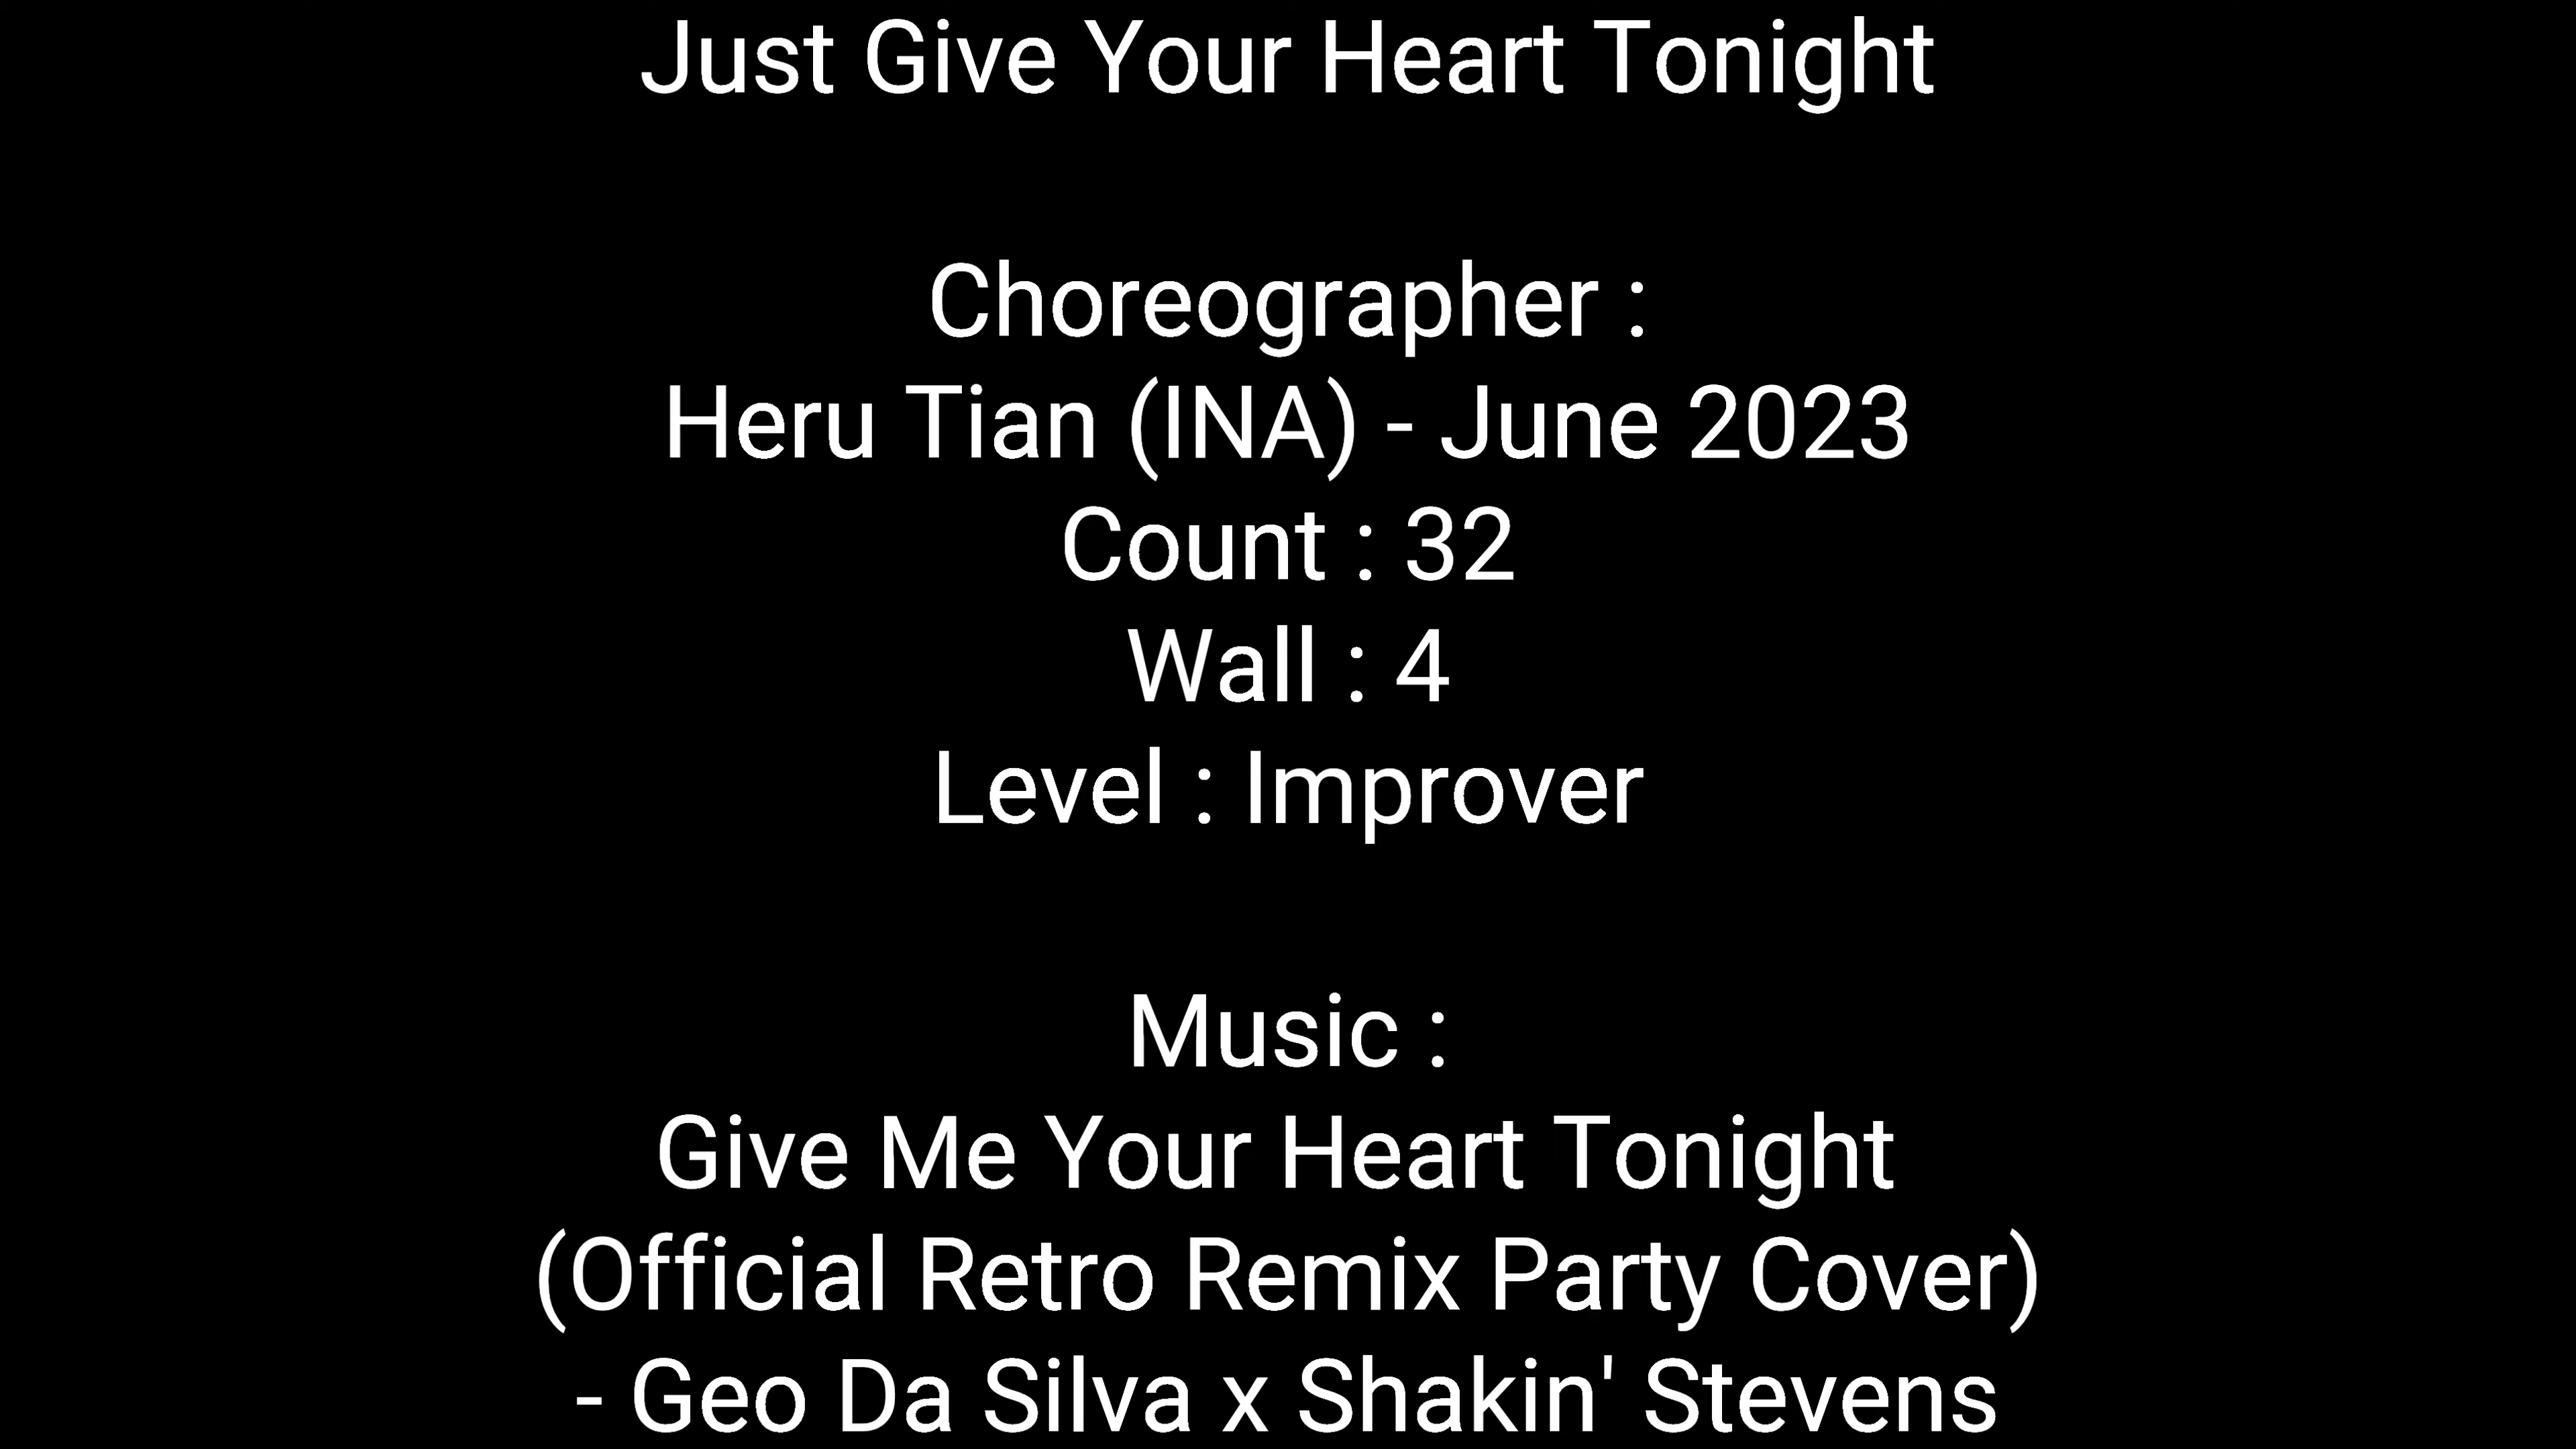 Just Give Your Heart Tonight
Choreographer :
Heru Tian (INA) - June 2023
Count : 32
Wall : 4
Level : Improver
Music :
Give Me Your Heart Tonight
(Official Retro Remix Party Cover)
- Geo Da Silva x Shakin' Stevens